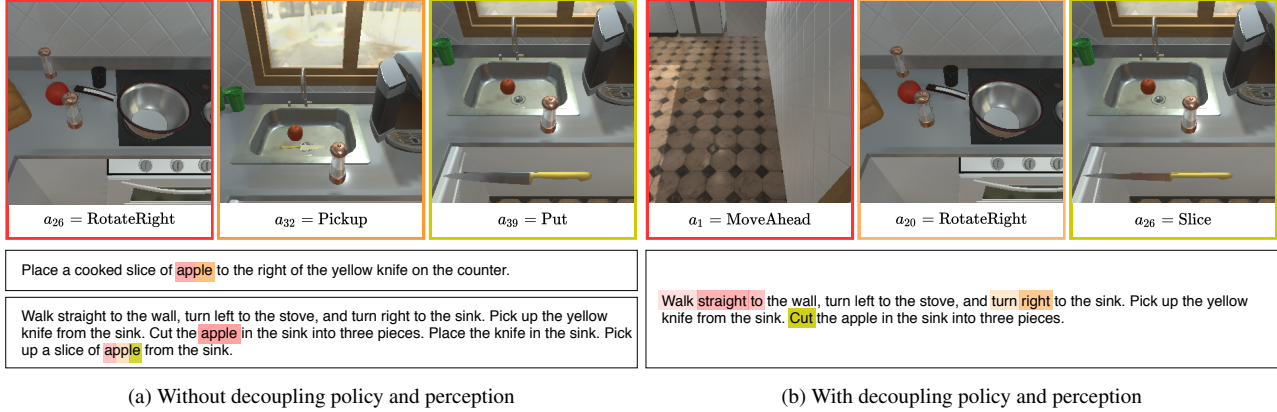 a26 = RotateRight
a32 = Pickup
a39 = Put
a1 = MoveAhead
a20 = RotateRight
a26 = Slice
Place a cooked slice of apple to the right of the yellow knife on the counter.
Walk straight to the wall, turn left to the stove, and turn right to the sink. Pick up the yellow
knife from the sink. Cut the apple in the sink into three pieces. Place the knife in the sink. Pick
up a slice of apple from the sink.
Walk straight to the wall, turn left to the stove, and turn right to the sink. Pick up the yellow
knife from the sink. Cut the apple in the sink into three pieces.
(a) Without decoupling policy and perception
(b) With decoupling policy and perception